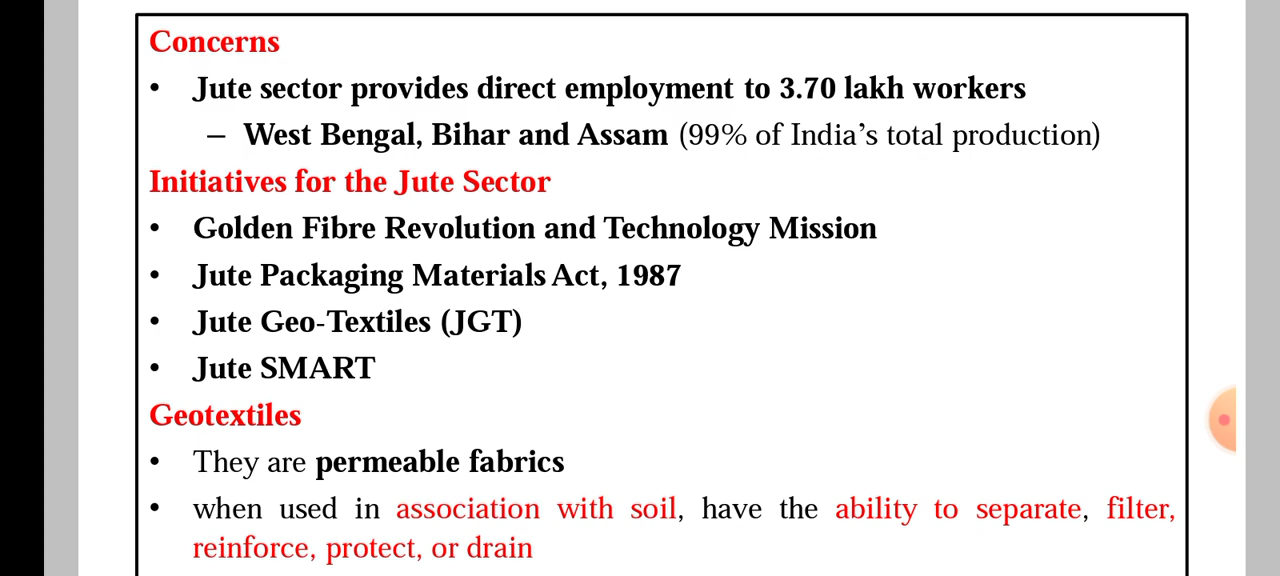 Concerns
• Jute sector provides direct employment to 3.70 lakh workers
– West Bengal, Bihar and Assam (99% of India's total production)
Initiatives for the Jute Sector
• Golden Fibre Revolution and Technology Mission
• Jute Packaging Materials Act, 1987
• Jute Geo-Textiles (JGT)
• Jute SMART
Geotextiles
• They are permeable fabrics
• when used in association with soil, have the ability to separate, filter,
reinforce, protect, or drain